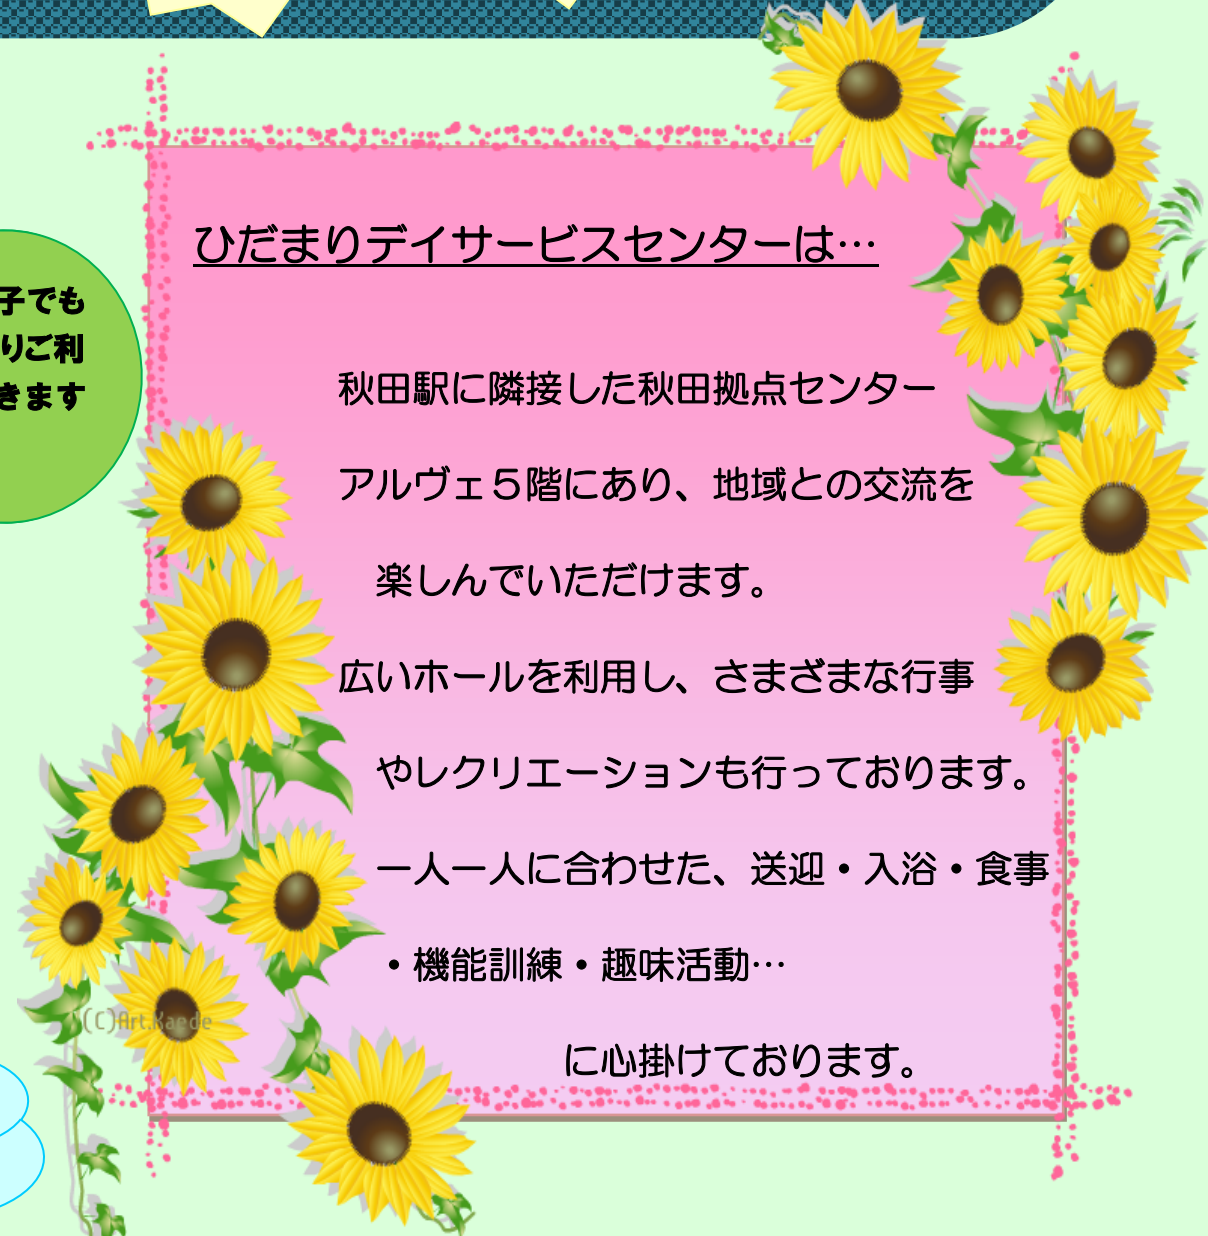 ひだまりデイサービスセンターは…
子でも
りご利
きます
秋田駅に隣接した秋田拠点センター
アルヴェ５階にあり、地域との交流を
楽しんでいただけます。
広いホールを利用し、さまざまな行事
やレクリエーションも行っております。
一人一人に合わせた、送迎・入浴・食事
・機能訓練・趣味活動…
に心掛けております。
(C)Art.Kaede